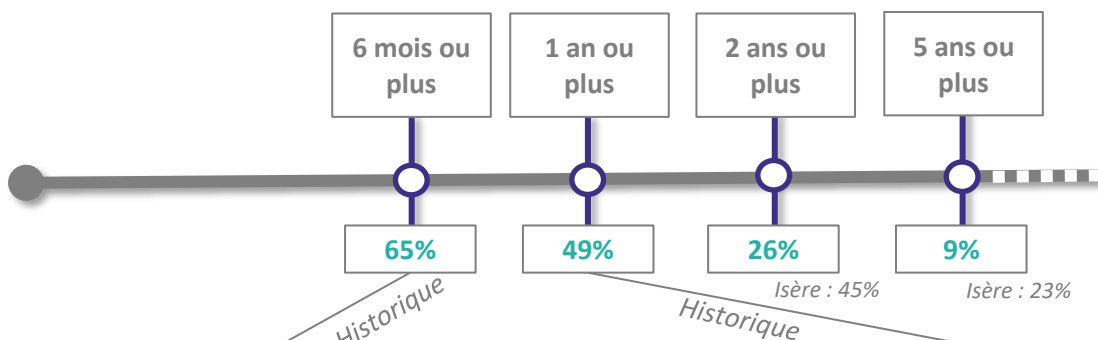 6 mois ou
plus
1 an ou
plus
2 ans ou
plus
5 ans ou
plus
65%
49%
26%
9%
Isère : 45%
Isère : 23%
Historique
Historique